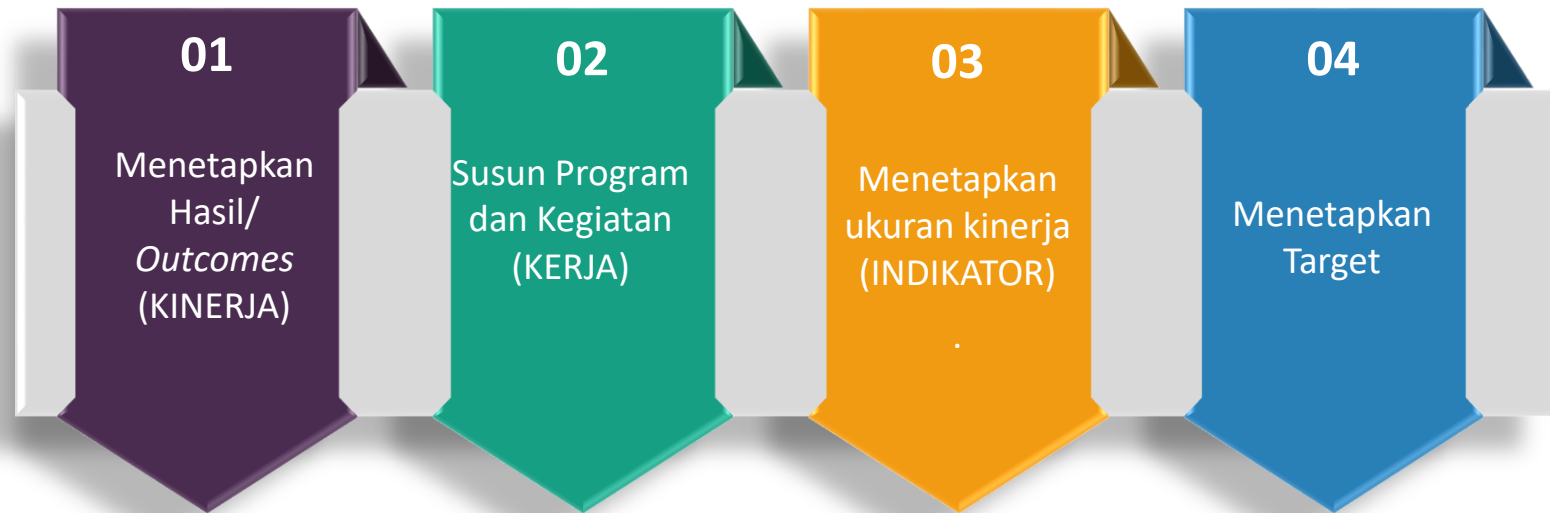 01
Menetapkan
Hasil/
Outcomes
(KINERJA)
02
Susun Program
dan Kegiatan
(KERJA)
03
Menetapkan
ukuran kinerja
(INDIKATOR)
.
04
Menetapkan
Target